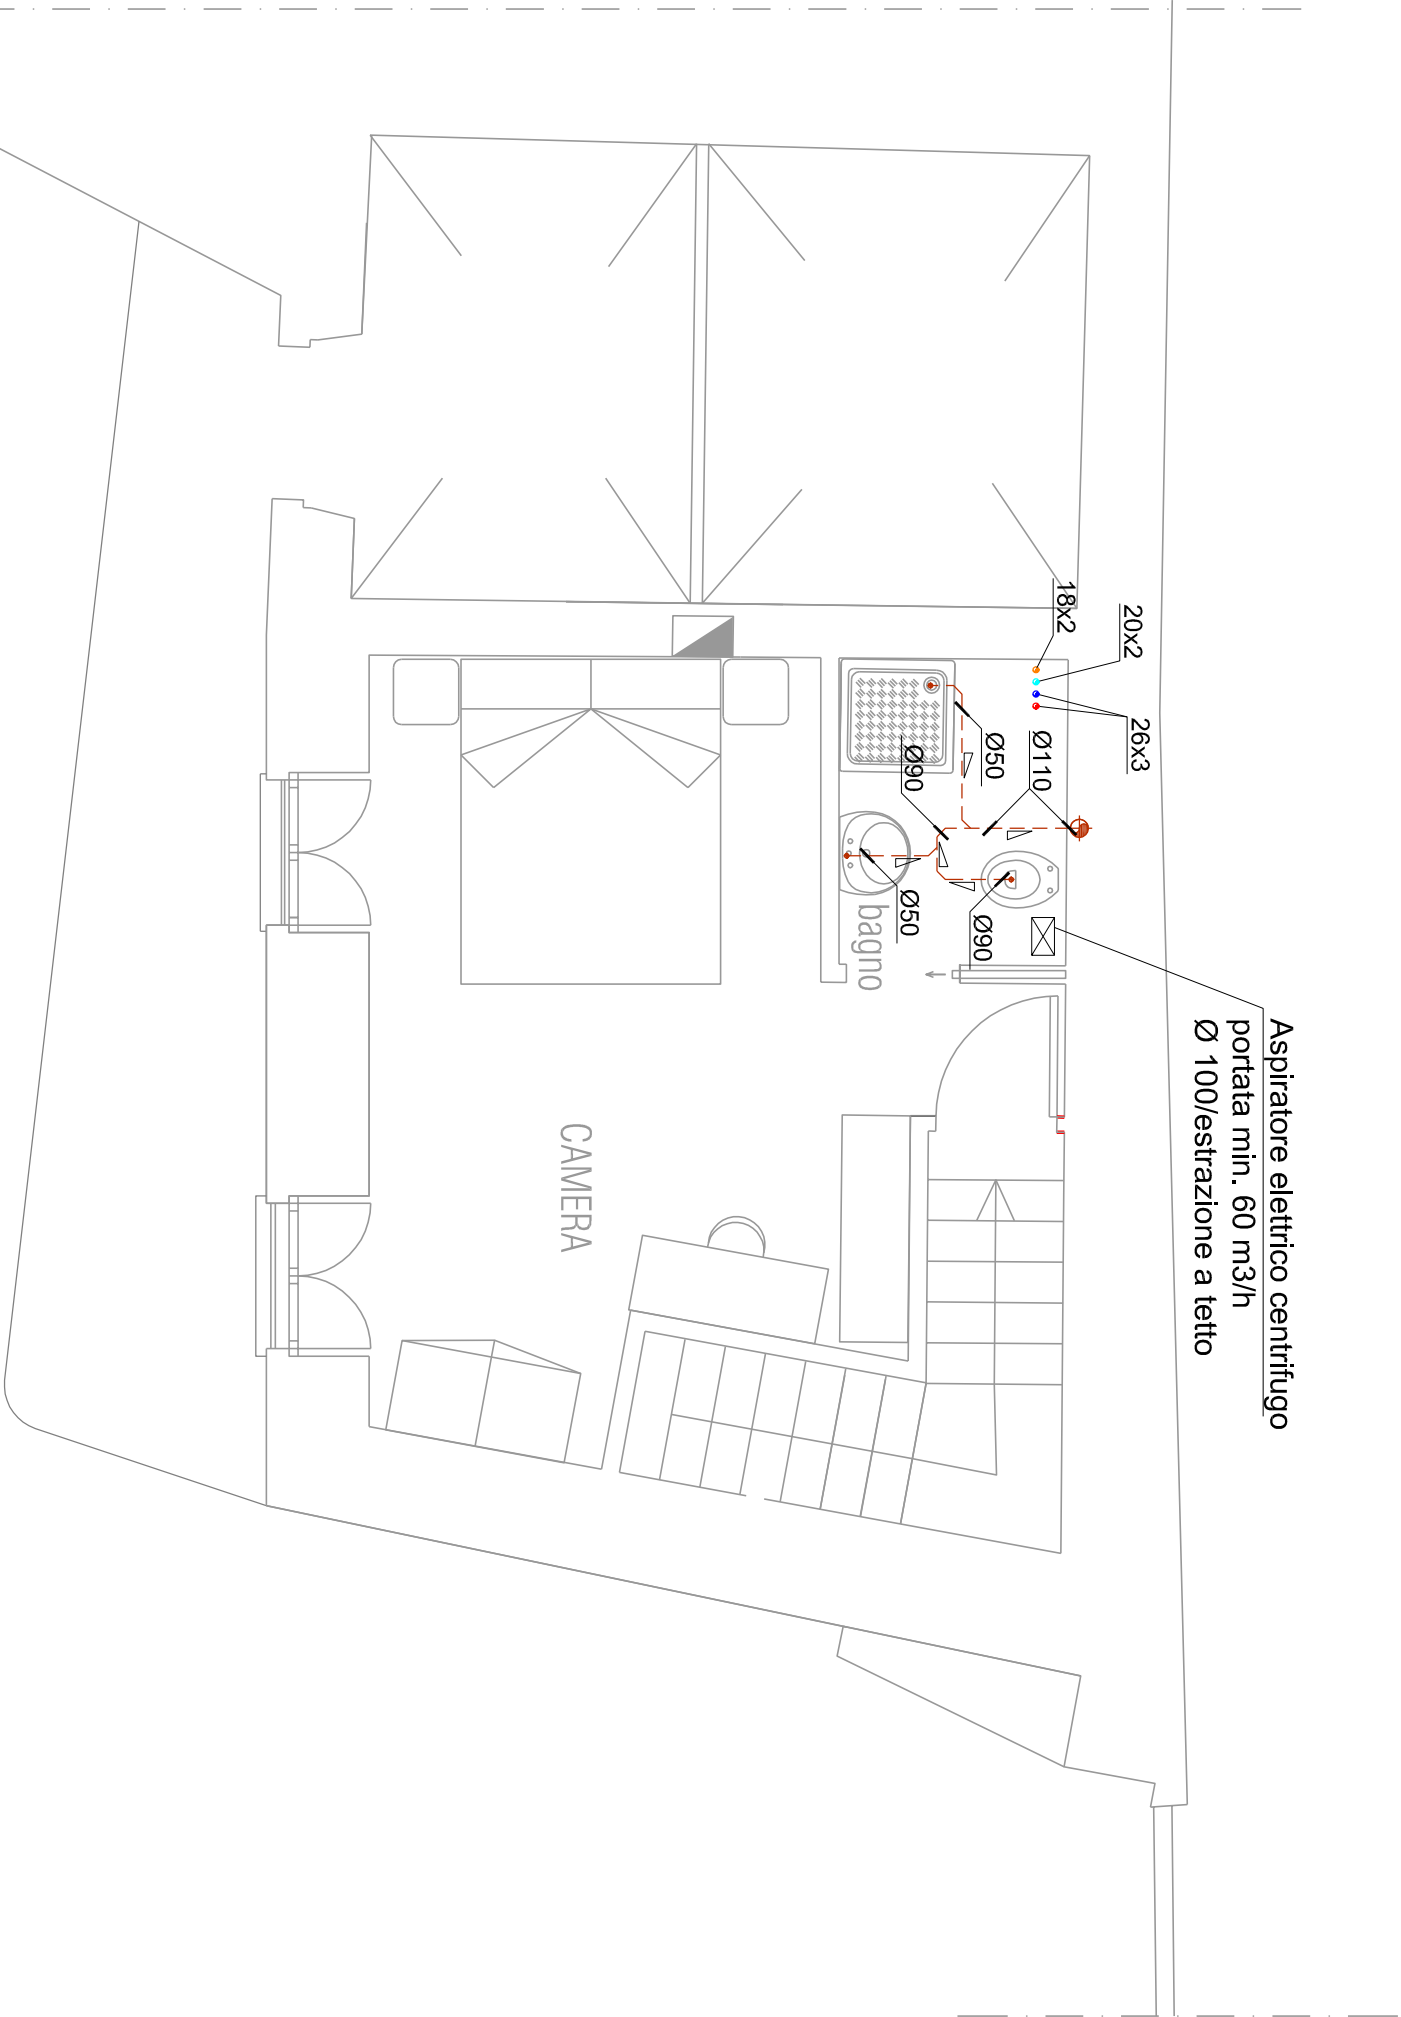 18x2
20x2
26x3
Ø50
Ø110
Ø90
Ø50
Ø90
bagno
CAMERA
Aspiratore elettrico centrifugo
portata min. 60 m3/h
Ø 100/estrazione a tetto